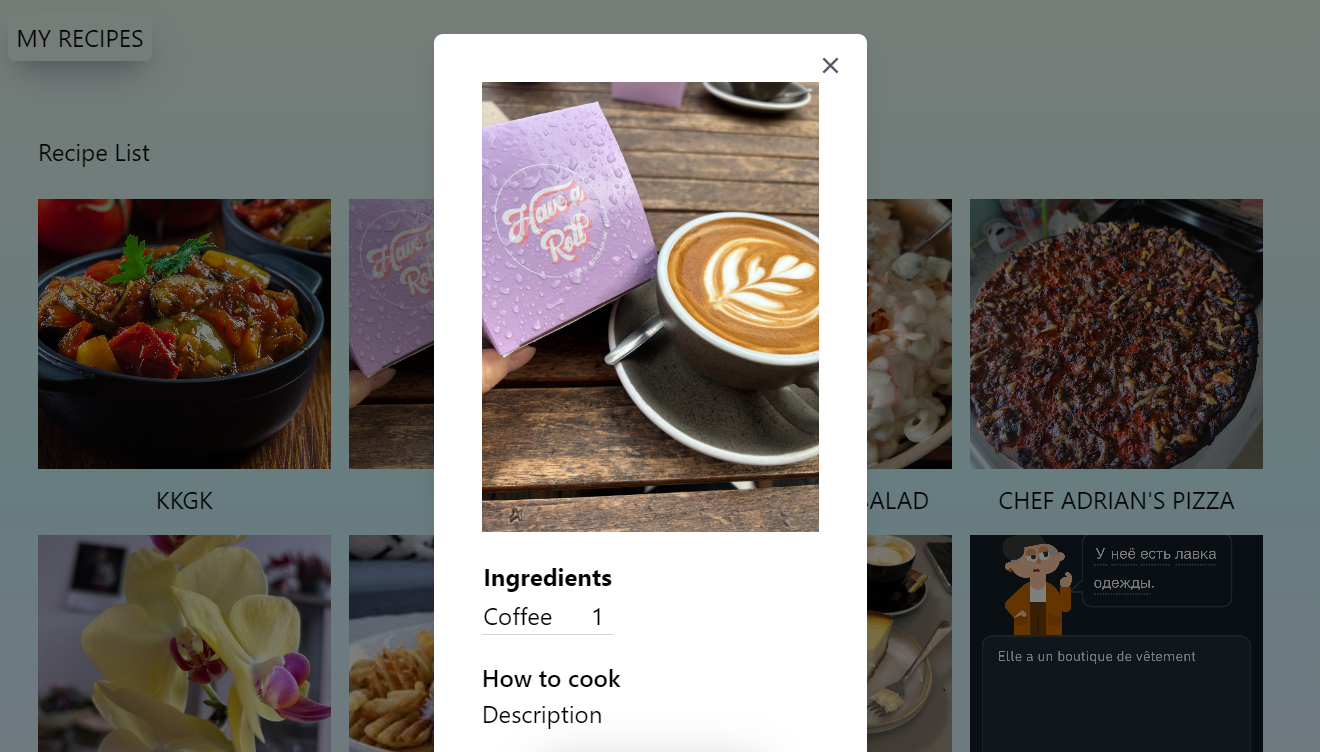 MY RECIPES
Recipe List
Have a
Roll
Have a
KKGK
SALAD
CHEF ADRIAN'S PIZZA
Ingredients
Coffee 1
How to cook
Description
У неё есть лавка
одежды.
Elle a un boutique de vêtement